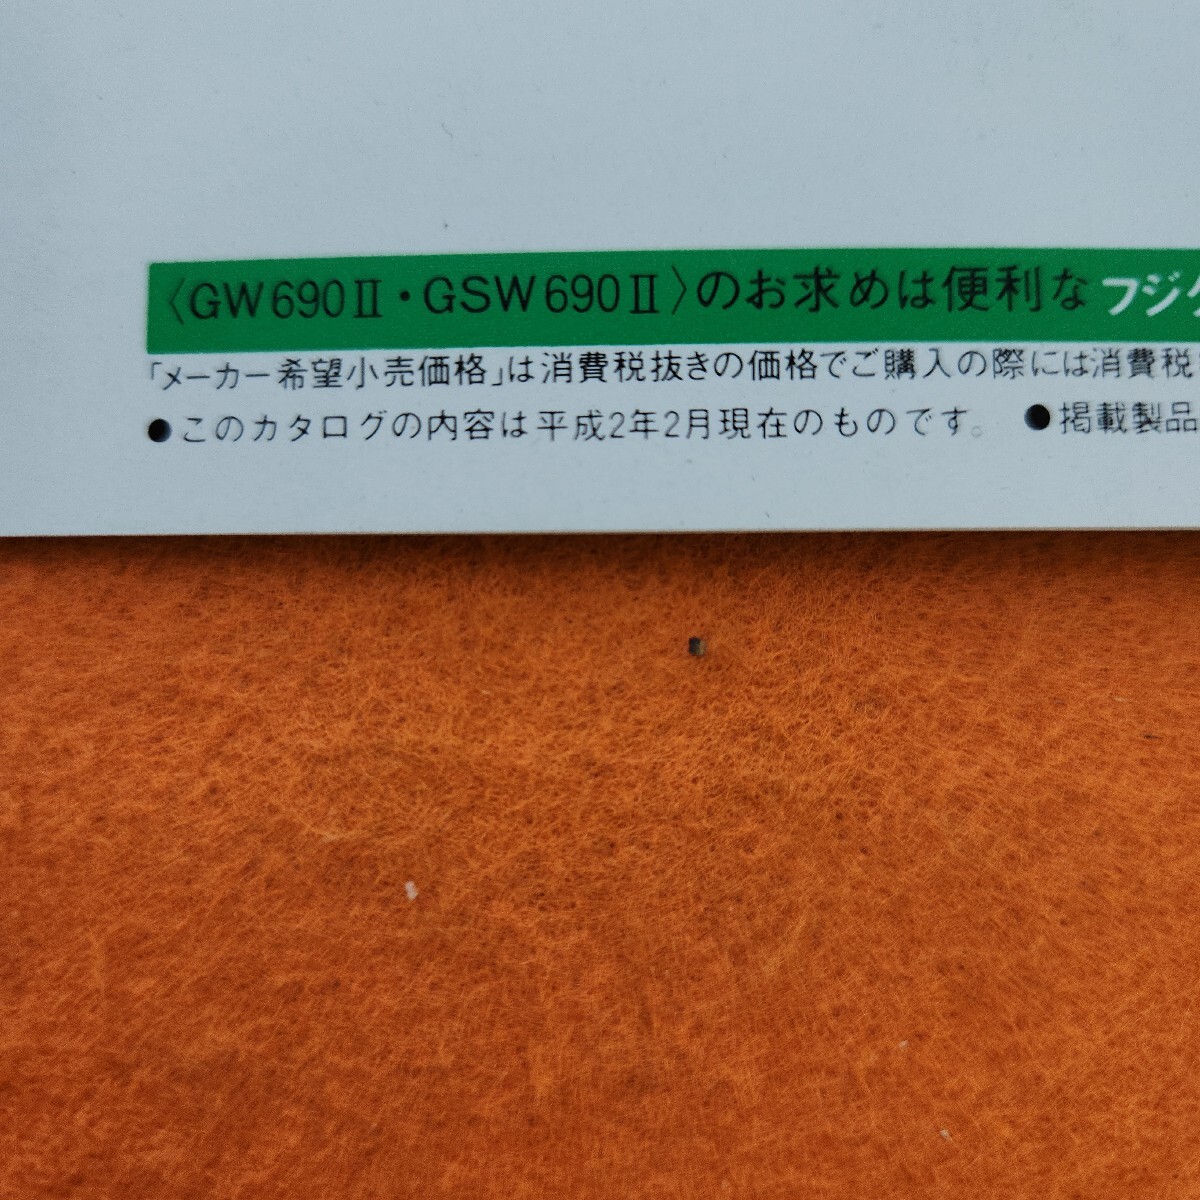 〈GW690Ⅱ・GSW690Ⅱ〉のお求めは便利なフジ
「メーカー希望小売価格」は消費税抜きの価格でご購入の際には消費税
●このカタログの内容は平成2年2月現在のものです。 ●掲載製品